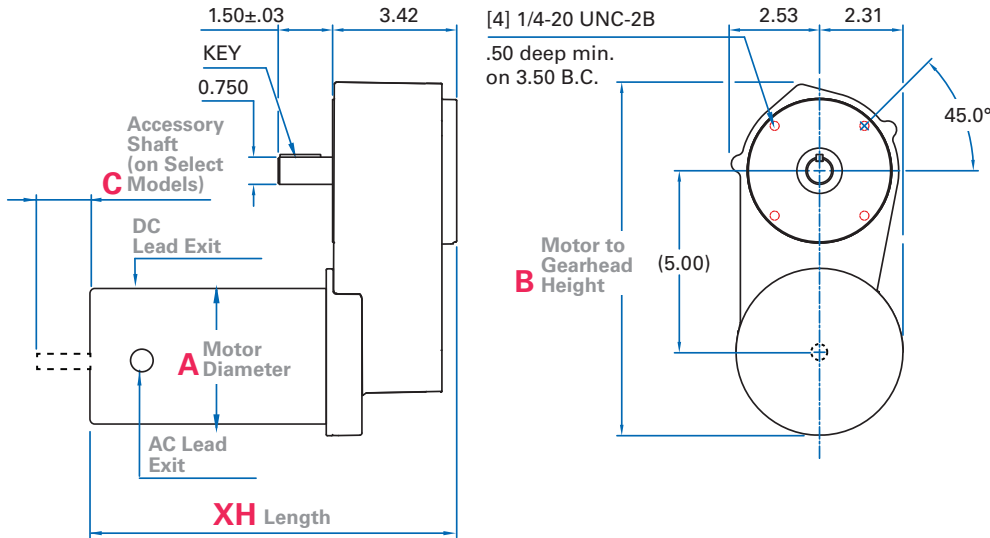 1.50±.03
3.42
[4] 1/4-20 UNC-2B
2.53
2.31
KEY
.50 deep min.
on 3.50 B.C.
0.750
45.0°
Accessory
Shaft
(on Select
C Models)
DC
Lead Exit
Motor to
(5.00)
B Gearhead
Height
A Motor
Diameter
AC Lead
Exit
XH Length